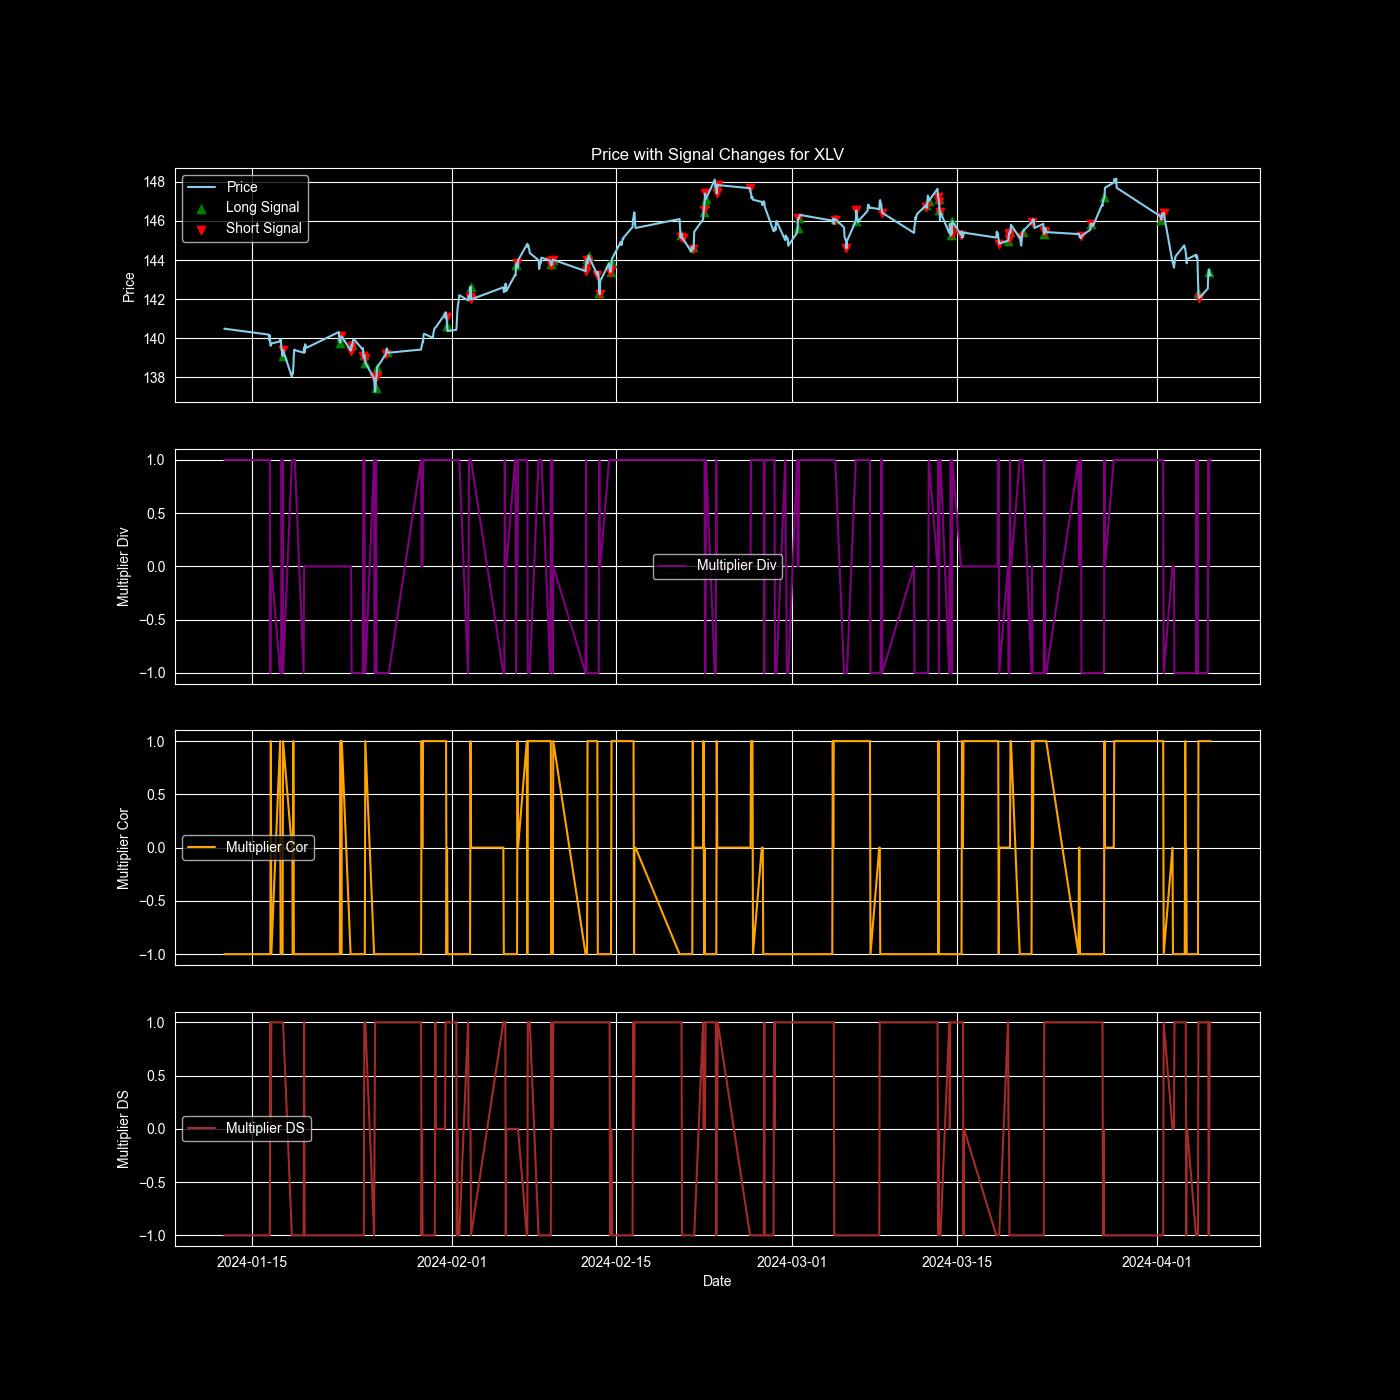 Price with Signal Changes for XLV
Price
Long Signal
Short Signal
148
146
144
142
140
138
Price
1.0
0.5
0.0
−0.5
−1.0
Multiplier Div
Multiplier Div
1.0
0.5
0.0
−0.5
−1.0
Multiplier Cor
Multiplier Cor
1.0
0.5
0.0
−0.5
−1.0
Multiplier DS
Multiplier DS
2024-01-15 2024-02-01 2024-02-15 2024-03-01 2024-03-15 2024-04-01
Date